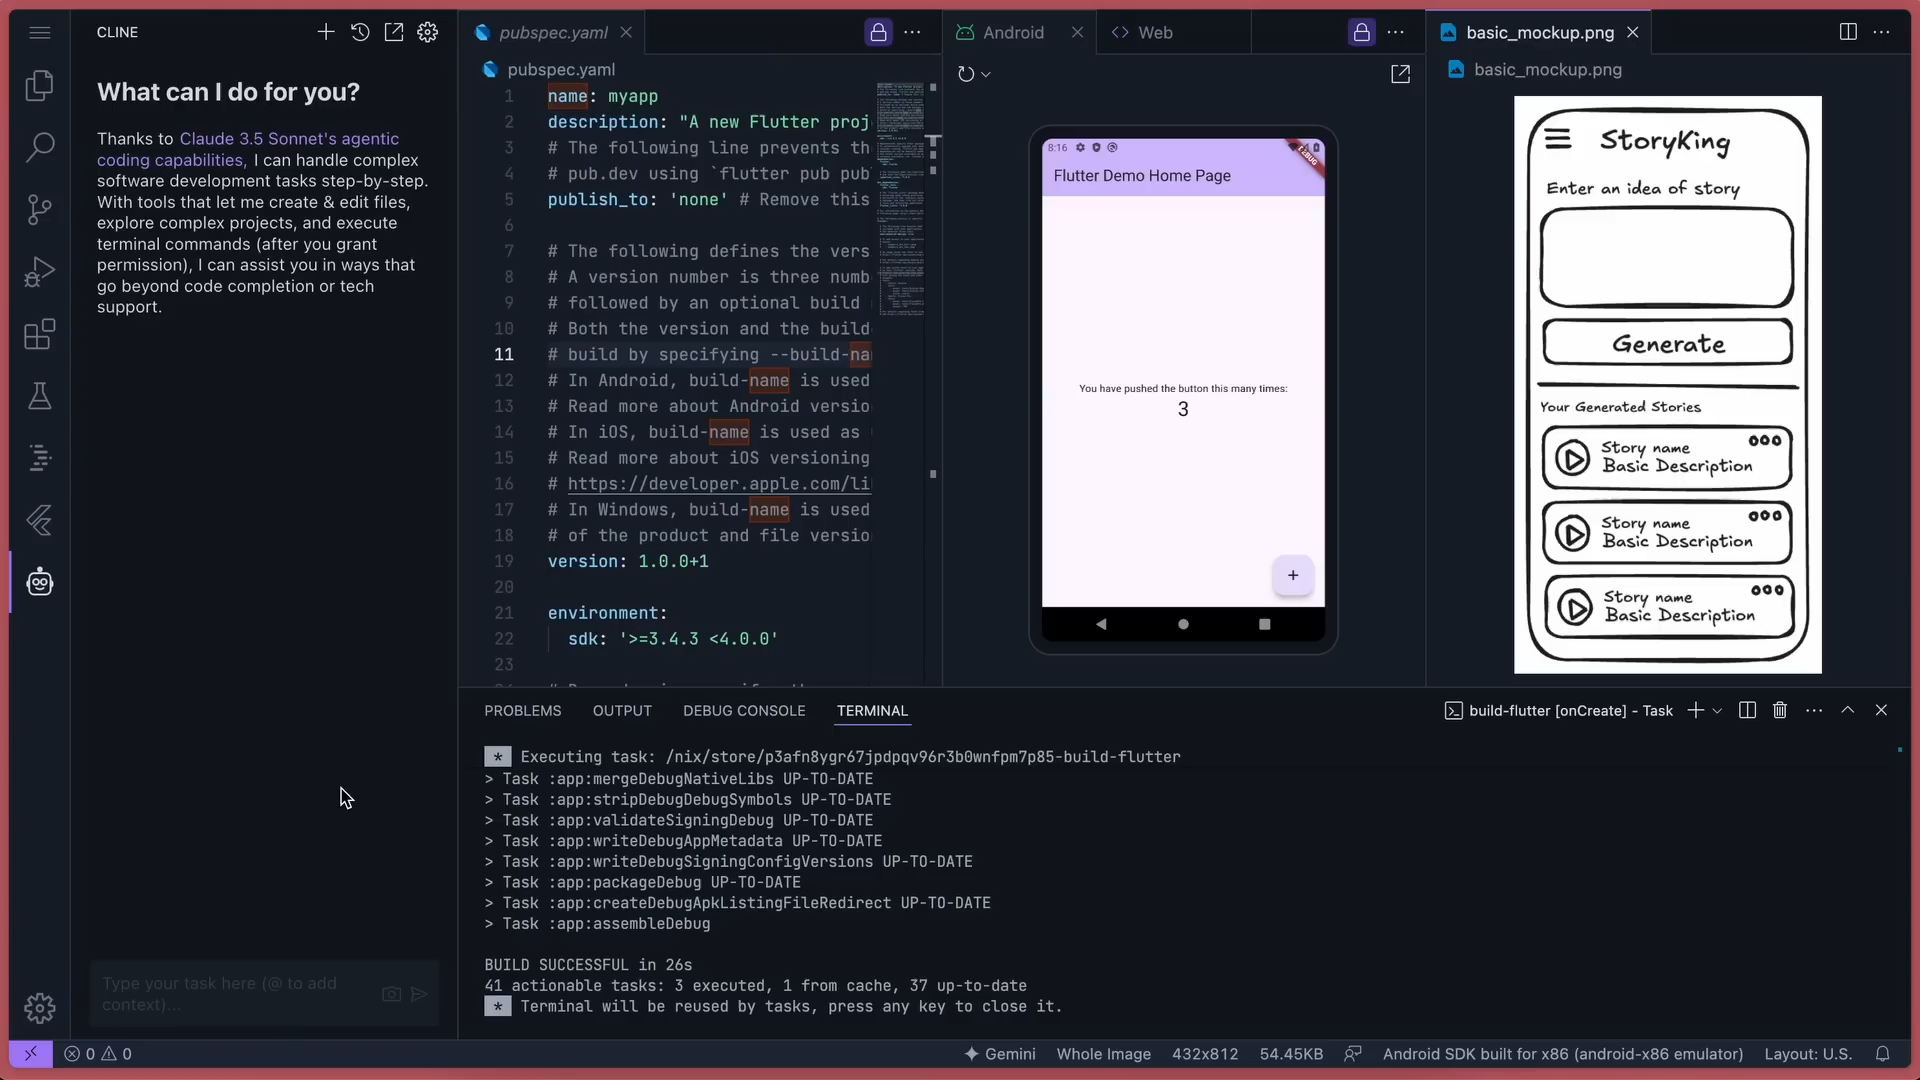 CLINE
What can I do for you?
Thanks to Claude 3.5 Sonnet's agentic
coding capabilities, I can handle complex
software development tasks step-by-step.
With tools that let me create & edit files,
explore complex projects, and execute
terminal commands (after you grant
permission), I can assist you in ways that
go beyond code completion or tech
support.
Type your task here (@ to add
context)...
pubspec.yaml
pubspec.yaml
1 name: myapp
2 description: "A new Flutter proj
3 # The following line prevents th
4 # pub.dev using `flutter pub pub
5 publish_to: 'none' # Remove this
6
7 # The following defines the vers
8 # A version number is three numb
9 # followed by an optional build
10 # Both the version and the build
11 # build by specifying --build-na
12 # In Android, build-name is used
13 # Read more about Android versio
14 # In iOS, build-name is used as
15 # Read more about iOS versioning
16 # https://developer.apple.com/li
17 # In Windows, build-name is used
18 # of the product and file versio
19 version: 1.0.0+1
20
21 environment:
22 sdk: '>=3.4.3 <4.0.0'
23
Android
Web
8:16
DEBUG
Flutter Demo Home Page
You have pushed the button this many times:
3
+
basic_mockup.png
basic_mockup.png
StoryKing
Enter an idea of story
Generate
Your Generated Stories
Story name
Basic Description
Story name
Basic Description
Story name
Basic Description
PROBLEMS OUTPUT DEBUG CONSOLE TERMINAL
build-flutter [onCreate] - Task
* Executing task: /nix/store/p3afn8ygr67jpdpqv96r3b0wnfpm7p85-build-flutter
> Task :app:mergeDebugNativeLibs UP-TO-DATE
> Task :app:stripDebugDebugSymbols UP-TO-DATE
> Task :app:validateSigningDebug UP-TO-DATE
> Task :app:writeDebugAppMetadata UP-TO-DATE
> Task :app:writeDebugSigningConfigVersions UP-TO-DATE
> Task :app:packageDebug UP-TO-DATE
> Task :app:createDebugApkListingFileRedirect UP-TO-DATE
> Task :app:assembleDebug
BUILD SUCCESSFUL in 26s
41 actionable tasks: 3 executed, 1 from cache, 37 up-to-date
* Terminal will be reused by tasks, press any key to close it.
0 0
Gemini Whole Image 432x812 54.45KB Android SDK built for x86 (android-x86 emulator) Layout: U.S.